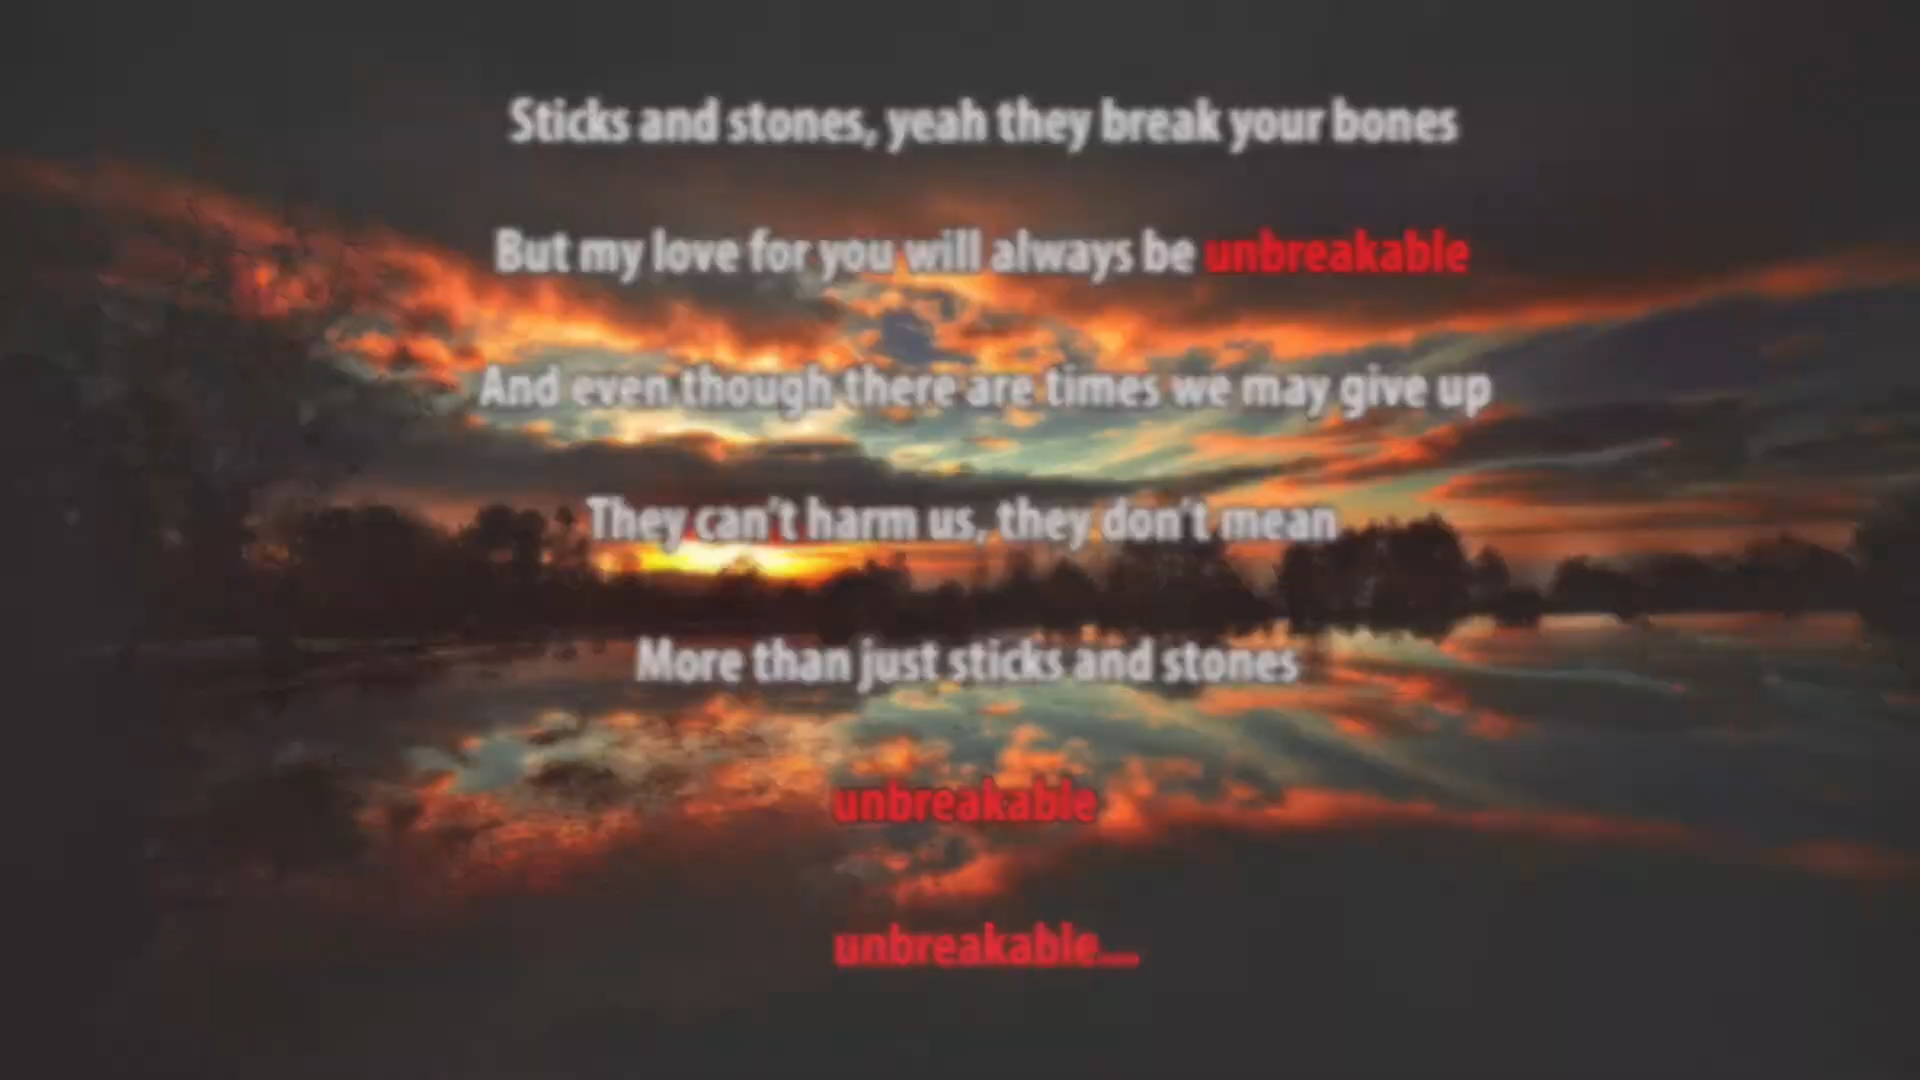 Sticks and stones, yeah they break your bones
But my love for you will always be unbreakable
And even though there are times we may give up
They can't harm us, they don't mean
More than just sticks and stones
unbreakable
unbreakable....